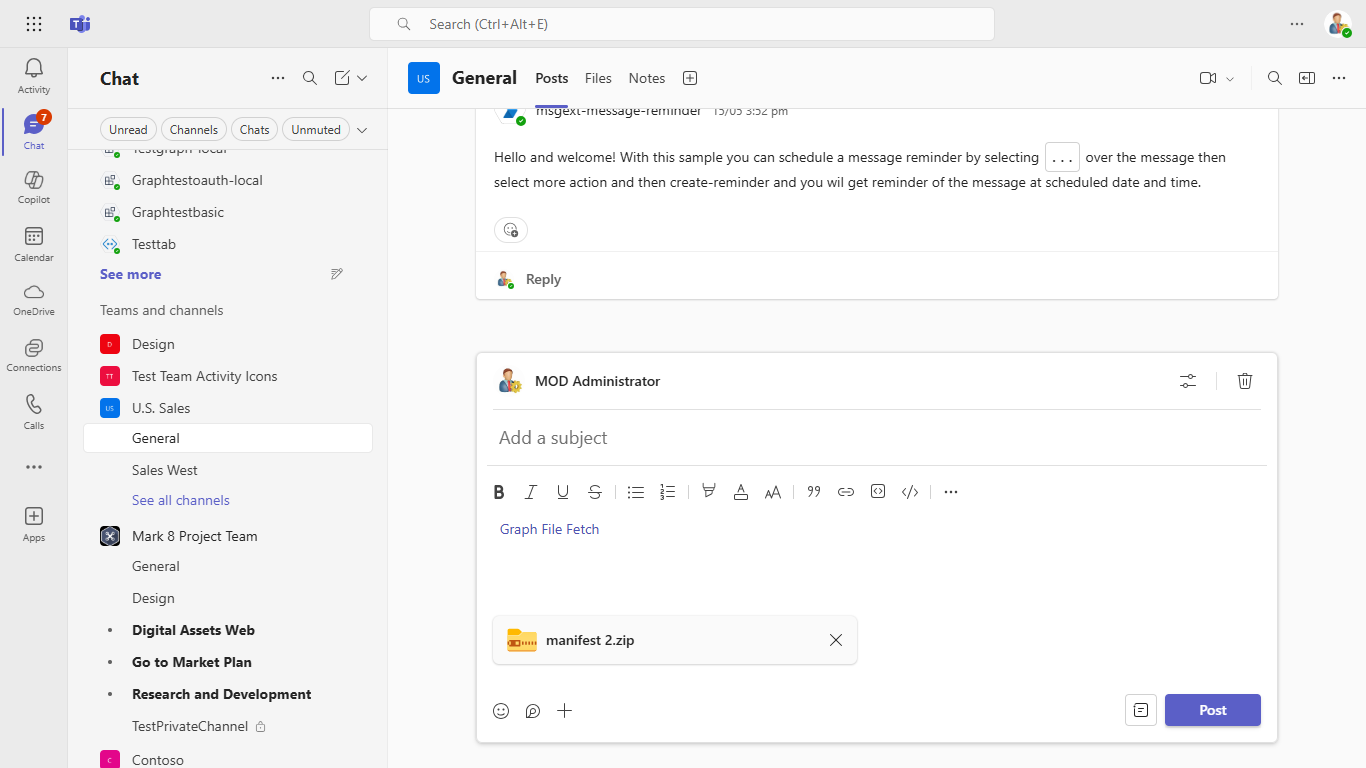 Search (Ctrl+Alt+E)
Activity
7
Chat
Copilot
Calendar
OneDrive
Connections
Calls
Apps
Chat
Unread
Channels
Chats
Unmuted
Testgraph-local
Graphtestoauth-local
Graphtestbasic
Testtab
See more
Teams and channels
D
Design
TT
Test Team Activity Icons
US
U.S. Sales
General
Sales West
See all channels
Mark 8 Project Team
General
Design
Digital Assets Web
Go to Market Plan
Research and Development
TestPrivateChannel
C
Contoso
US
General
Posts
Files
Notes
msgext-message-reminder 15/05 3:52 pm
Hello and welcome! With this sample you can schedule a message reminder by selecting ... over the message then
select more action and then create-reminder and you wil get reminder of the message at scheduled date and time.
Reply
MOD Administrator
Add a subject
Graph File Fetch
manifest 2.zip
Post